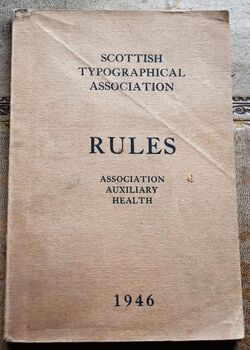 SCOTTISH
TYPOGRAPHICAL
ASSOCIATION
RULES
ASSOCIATION
AUXILIARY
HEALTH
1946